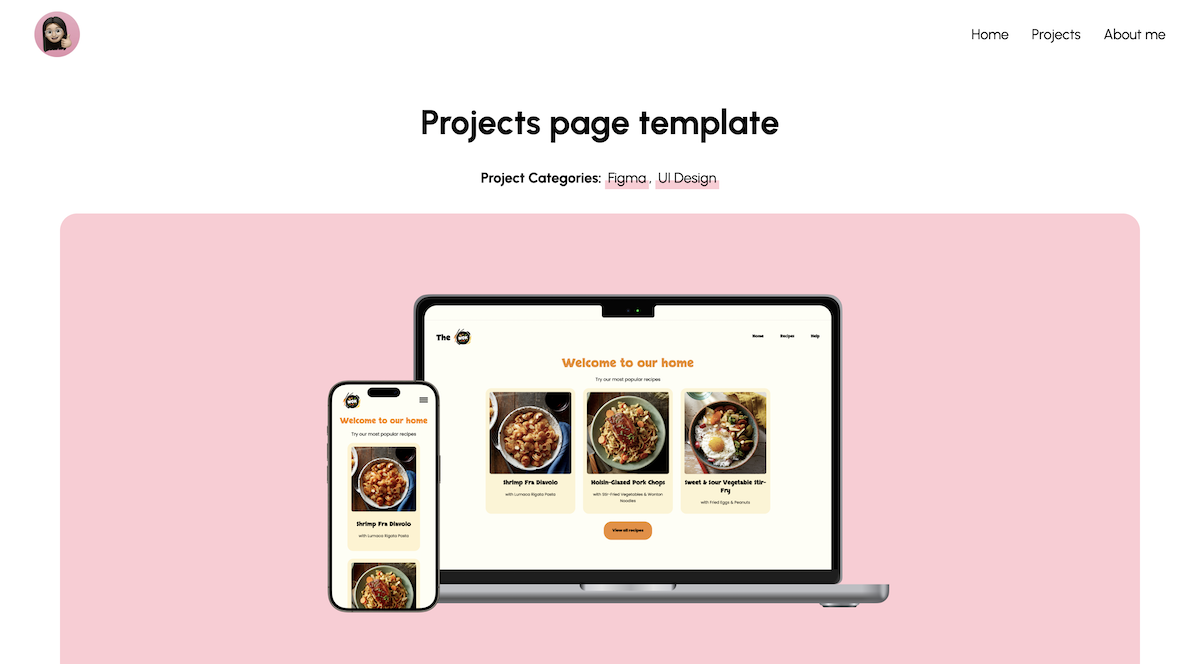 Home Projects About me
Projects page template
Project Categories: Figma , UI Design
The WOK
Home Recipes Help
Welcome to our home
Try our most popular recipes
Shrimp Fra Diavolo
with Lumaca Rigata Pasta
Hoisin-Glazed Pork Chops
with Stir-Fried Vegetables & Wonton
Noodles
Sweet & Sour Vegetable Stir-
Fry
with Fried Eggs & Peanuts
View all recipes
WOK
Welcome to our home
Try our most popular recipes
Shrimp Fra Diavolo
with Lumaca Rigata Pasta